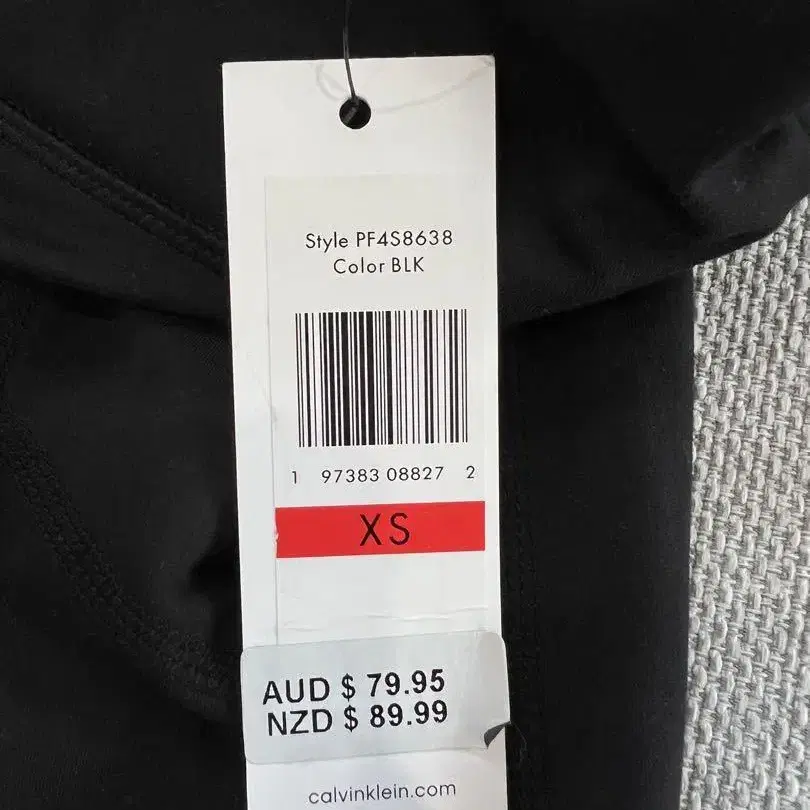 Style PF4S8638
Color BLK
1 97383 08827 2
XS
AUD $ 79.95
NZD $ 89.99
calvinklein.com